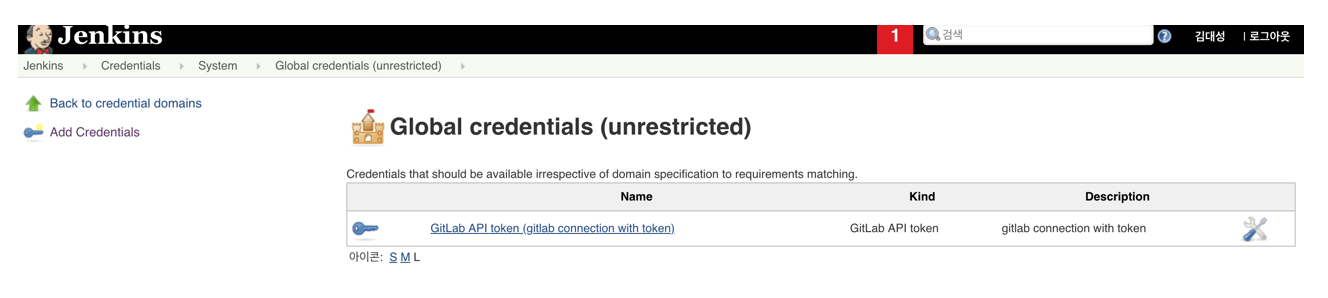 Jenkins 1 검색 김대성 | 로그아웃
Jenkins Credentials System Global credentials (unrestricted)
Back to credential domains
Add Credentials
Global credentials (unrestricted)
Credentials that should be available irrespective of domain specification to requirements matching.
Name Kind Description
GitLab API token (gitlab connection with token) GitLab API token gitlab connection with token
아이콘: S M L